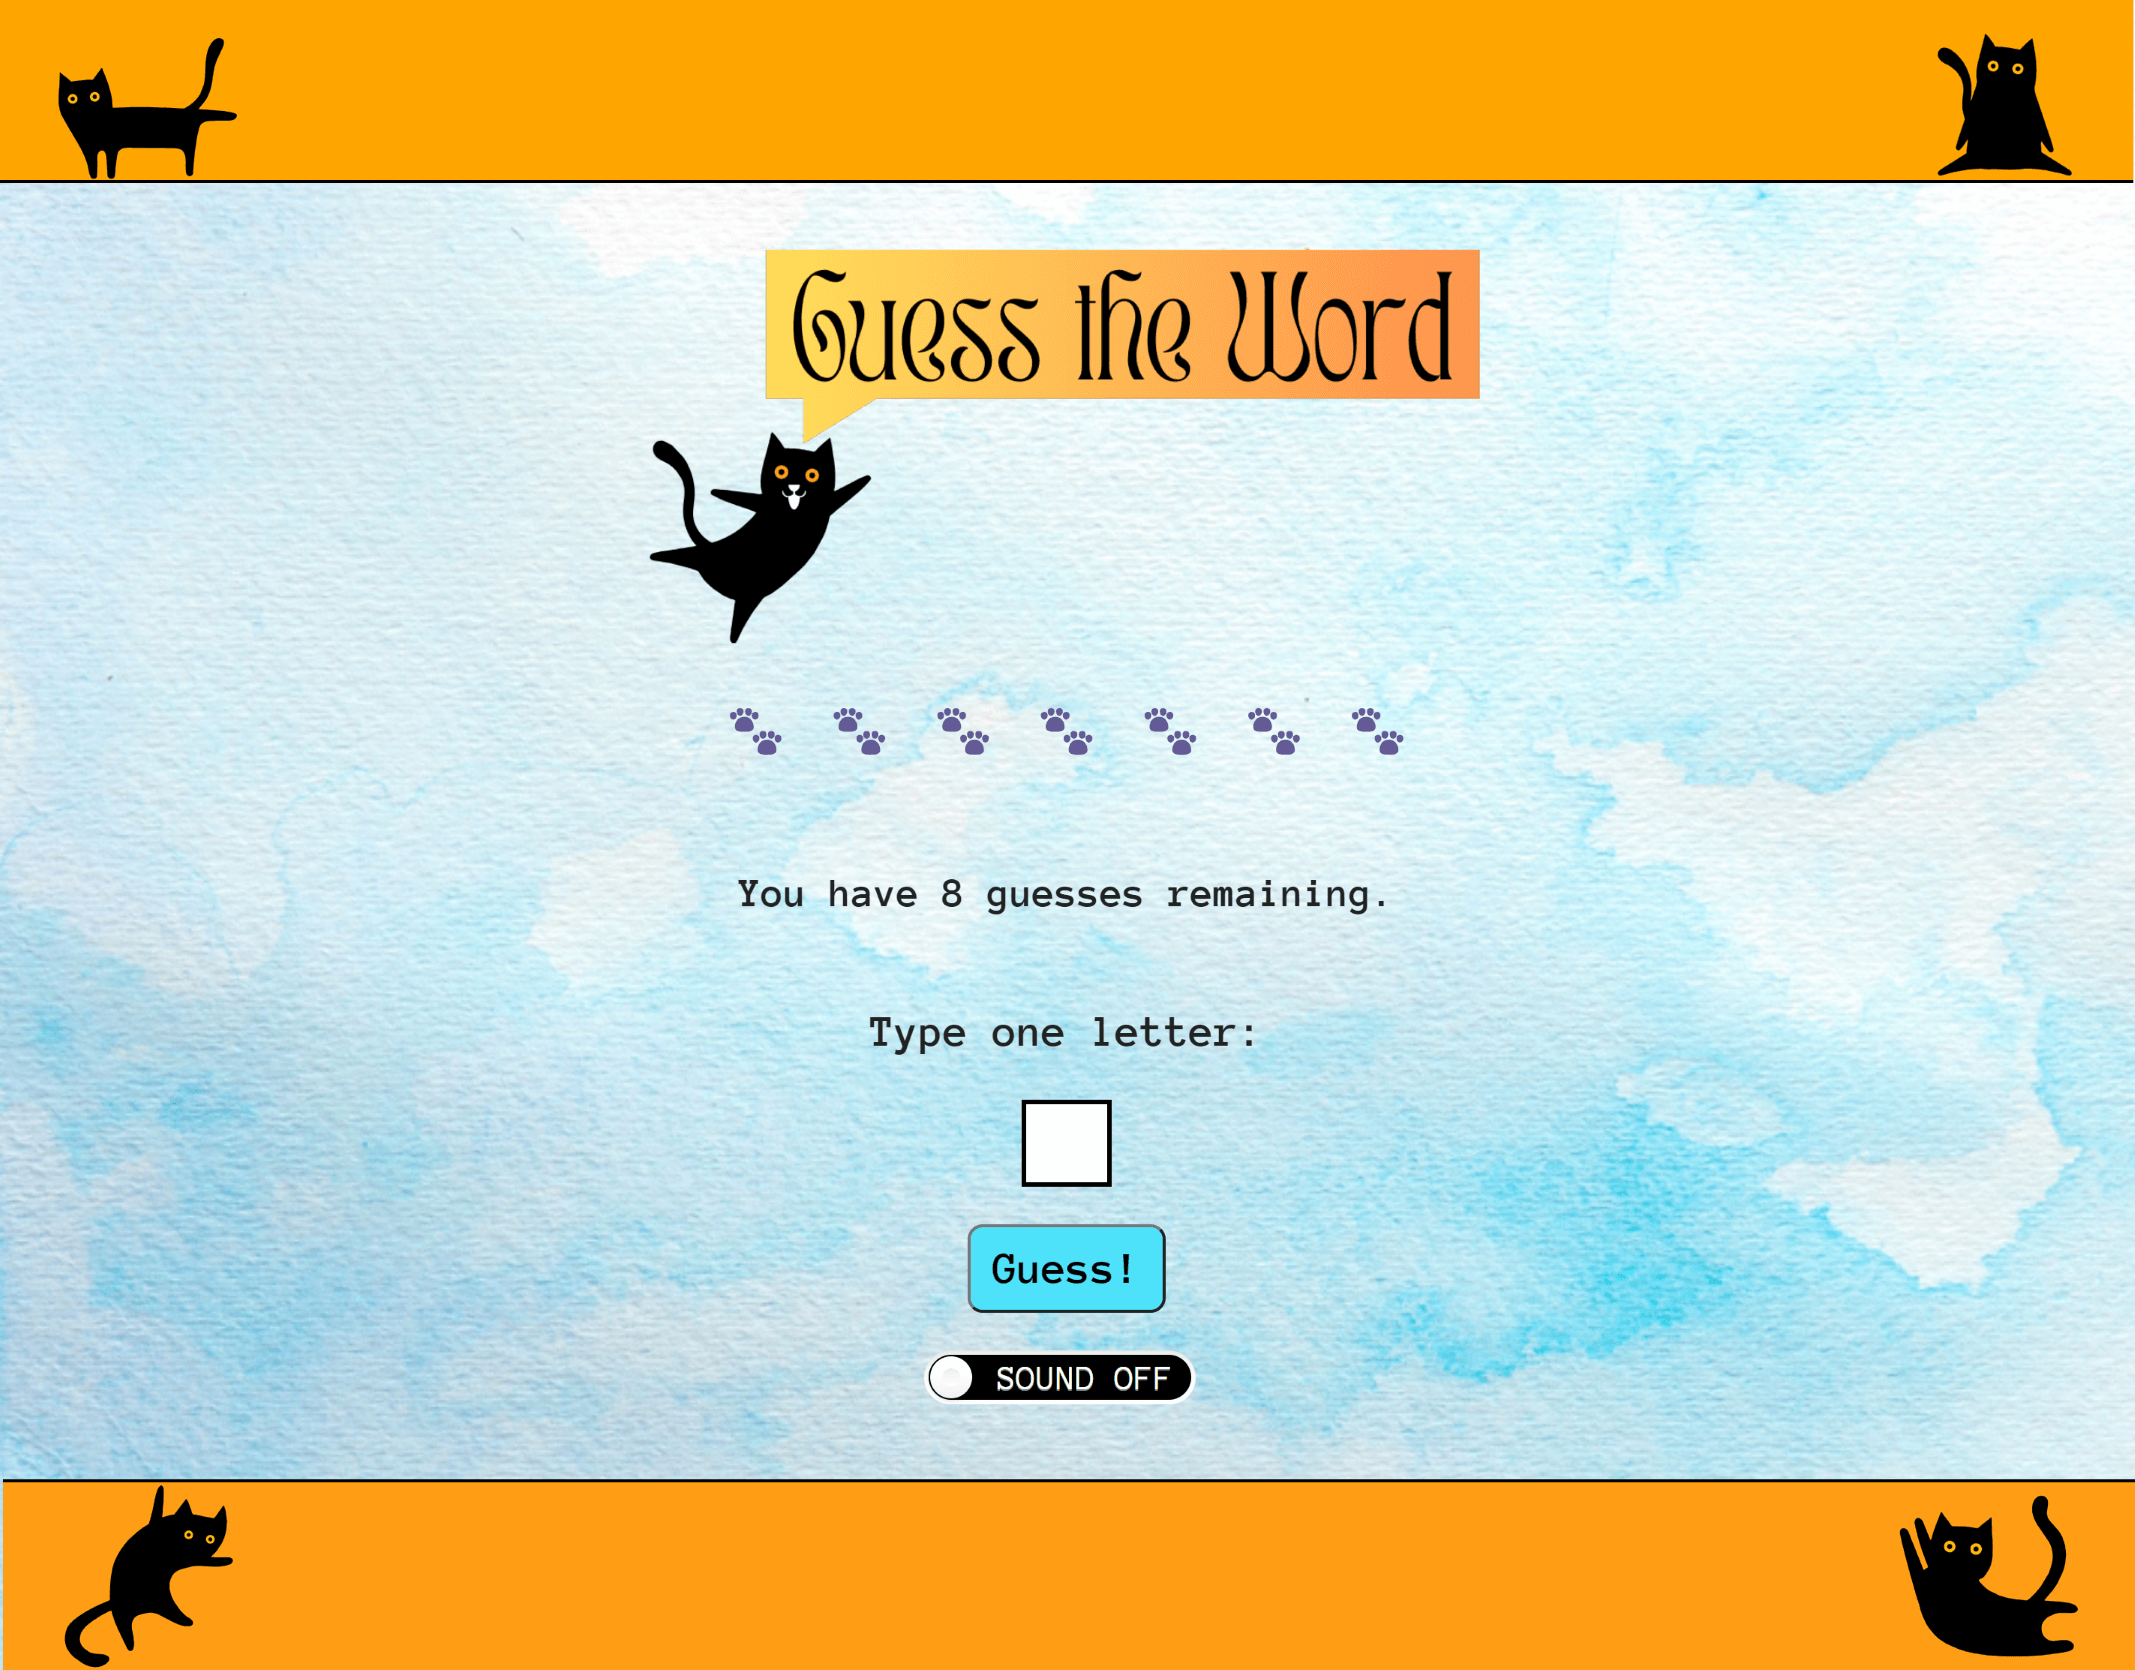 Guess the Word
You have 8 guesses remaining.
Type one letter:
Guess!
SOUND OFF